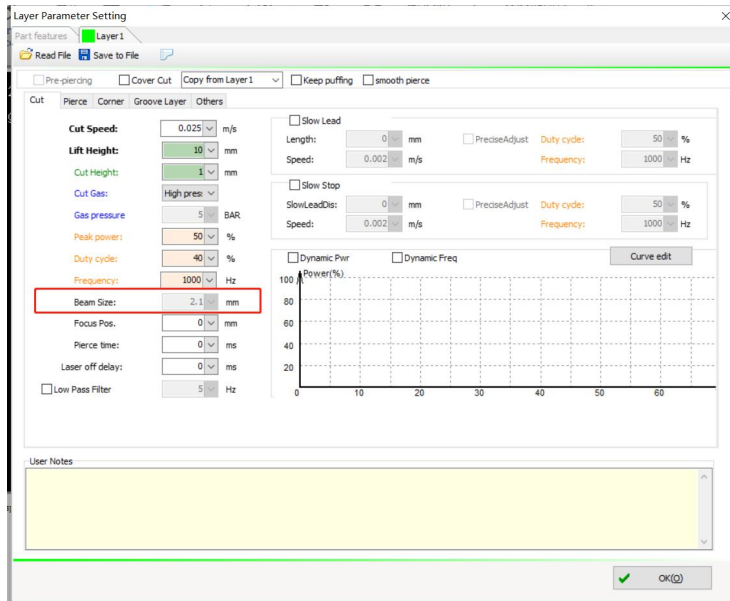 Layer Parameter Setting
Part features Layer1
Read File Save to File
Pre-piercing Cover Cut Copy from Layer1 Keep puffing smooth pierce
Cut Pierce Corner Groove Layer Others
Cut Speed: 0.025 m/s
Lift Height: 10 mm
Cut Height: 1 mm
Cut Gas: High pres
Gas pressure 5 BAR
Peak power: 50 %
Duty cycle: 40 %
Frequency: 1000 Hz
Beam Size: 2.1 mm
Focus Pos. 0 mm
Pierce time: 0 ms
Laser off delay: 0 ms
Low Pass Filter 5 Hz
Slow Lead
Length: 0 mm PreciseAdjust Duty cycle: 50 %
Speed: 0.002 m/s Frequency: 1000 Hz
Slow Stop
SlowLeadDis: 0 mm PreciseAdjust Duty cycle: 50 %
Speed: 0.002 m/s Frequency: 1000 Hz
Dynamic Pwr Dynamic Freq Curve edit
Power(%)
100
80
60
40
20
0 10 20 30 40 50 60
User Notes
OK(O)